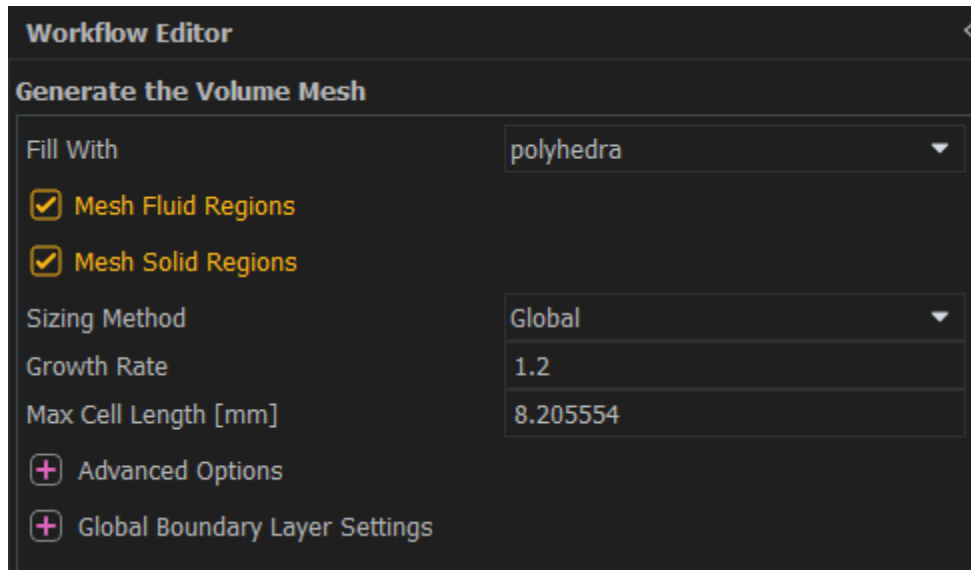 Workflow Editor
Generate the Volume Mesh
Fill With polyhedra
Mesh Fluid Regions
Mesh Solid Regions
Sizing Method Global
Growth Rate 1.2
Max Cell Length [mm] 8.205554
Advanced Options
Global Boundary Layer Settings